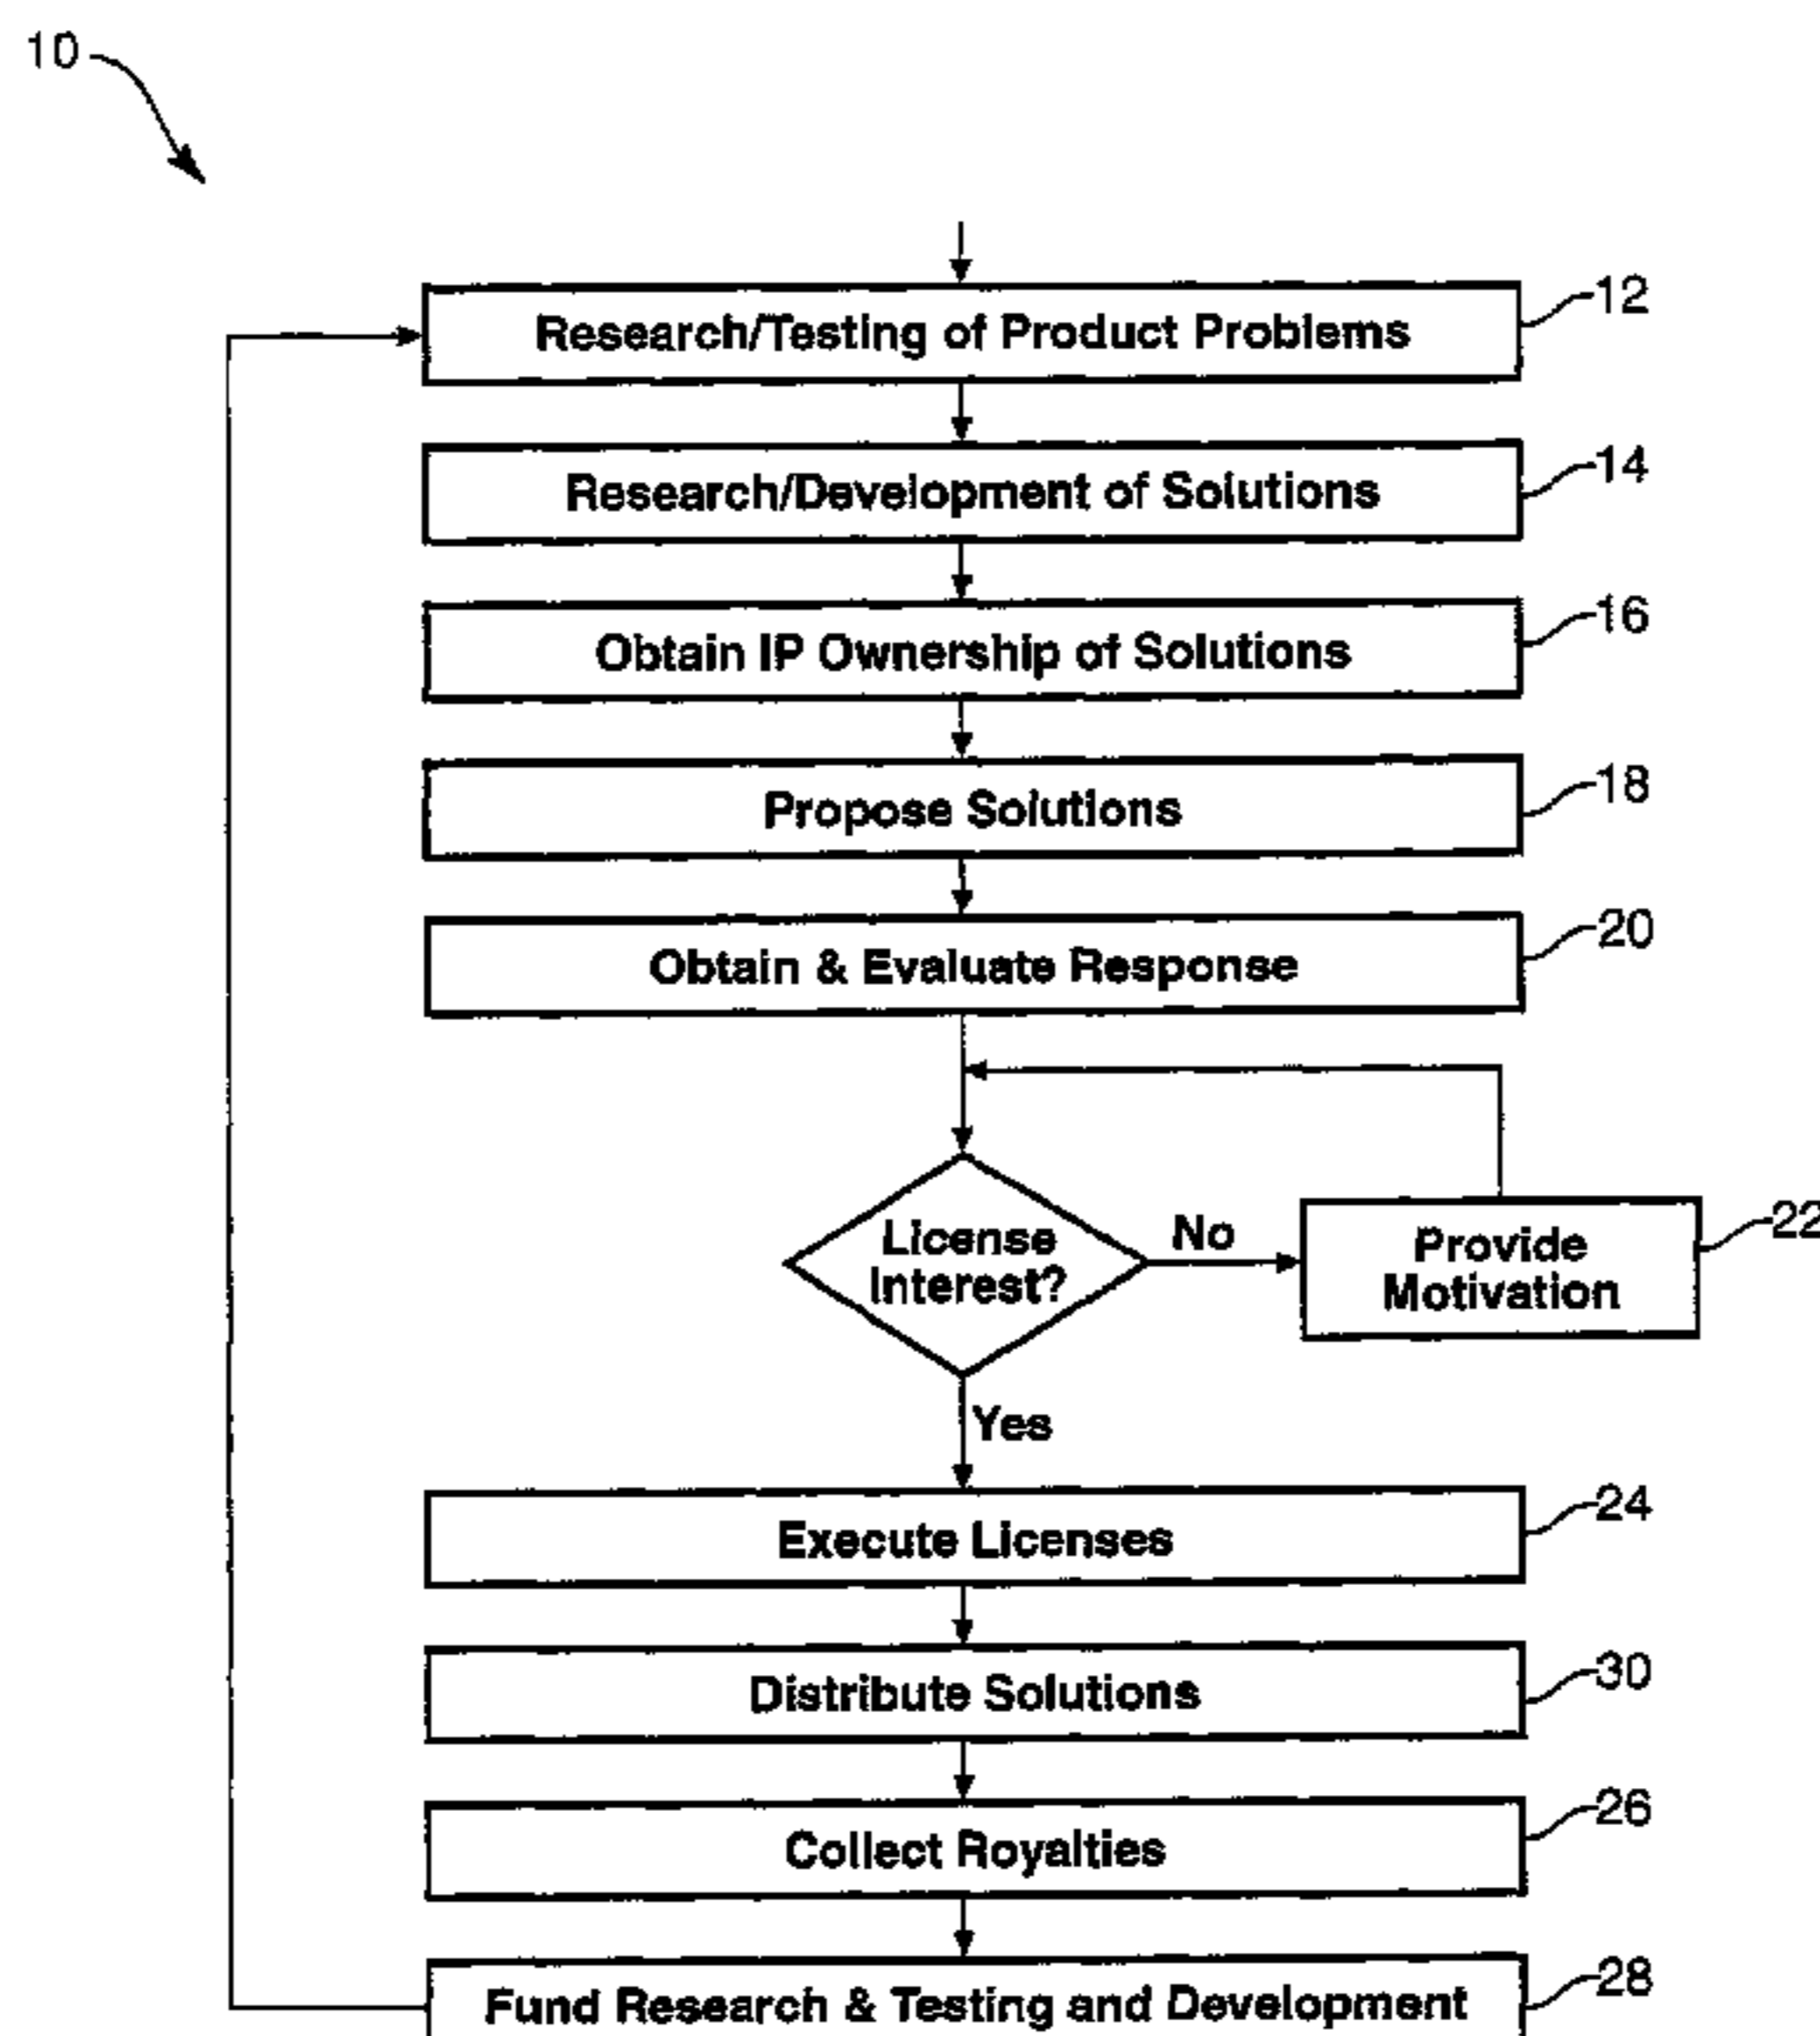 10
Research/Testing of Product Problems
12
Research/Development of Solutions
14
Obtain IP Ownership of Solutions
16
Propose Solutions
18
Obtain & Evaluate Response
20
License
Interest?
No
Provide
Motivation
22
Yes
Execute Licenses
24
Distribute Solutions
30
Collect Royalties
26
Fund Research & Testing and Development
28